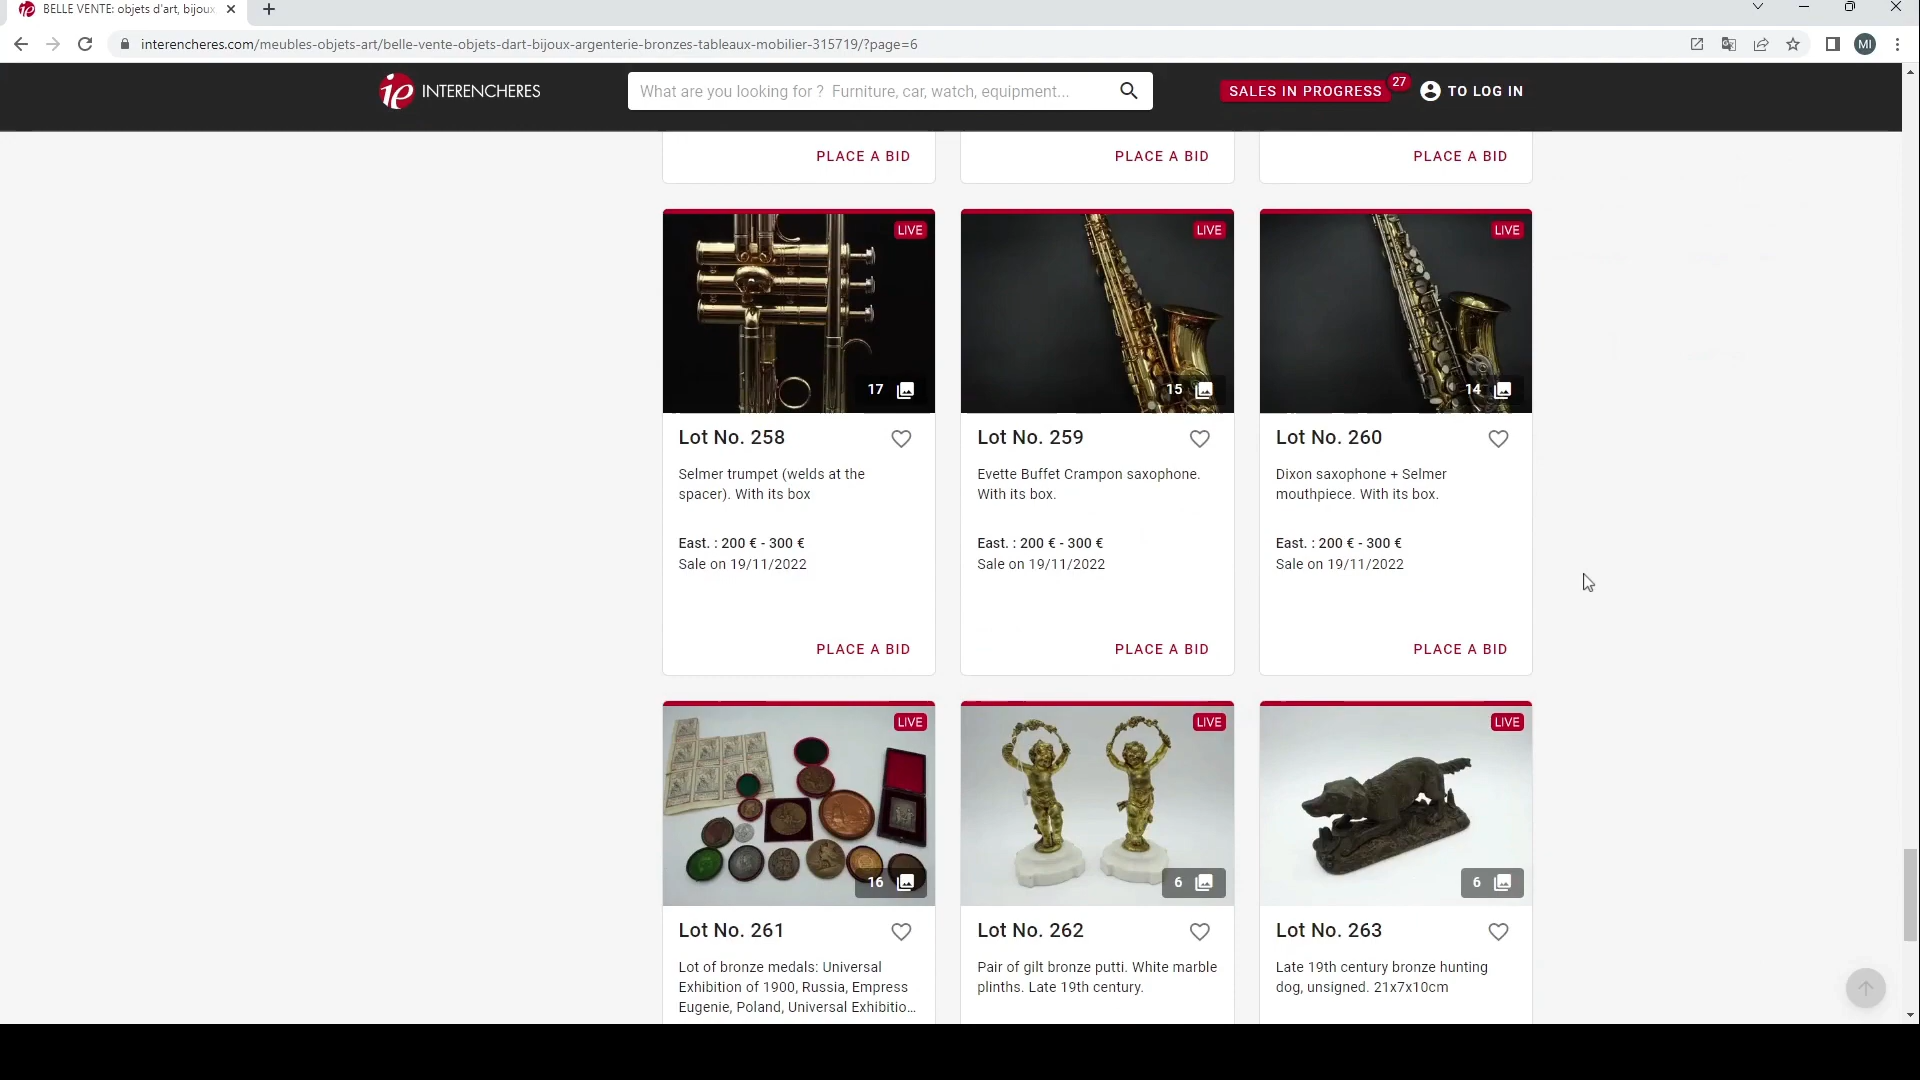 BELLE VENTE: objets d'art, bijoux
interencheres.com/meubles-objets-art/belle-vente-objets-dart-bijoux-argenterie-bronzes-tableaux-mobilier-315719/?page=6
MI
ie INTERENCHERES
What are you looking for ? Furniture, car, watch, equipment...
SALES IN PROGRESS 27
TO LOG IN
PLACE A BID PLACE A BID PLACE A BID
LIVE LIVE LIVE
17 15 14
Lot No. 258
Selmer trumpet (welds at the
spacer). With its box
East. : 200 € - 300 €
Sale on 19/11/2022
PLACE A BID
Lot No. 259
Evette Buffet Crampon saxophone.
With its box.
East. : 200 € - 300 €
Sale on 19/11/2022
PLACE A BID
Lot No. 260
Dixon saxophone + Selmer
mouthpiece. With its box.
East. : 200 € - 300 €
Sale on 19/11/2022
PLACE A BID
LIVE LIVE LIVE
16 6 6
Lot No. 261
Lot of bronze medals: Universal
Exhibition of 1900, Russia, Empress
Eugenie, Poland, Universal Exhibitio...
Lot No. 262
Pair of gilt bronze putti. White marble
plinths. Late 19th century.
Lot No. 263
Late 19th century bronze hunting
dog, unsigned. 21x7x10cm